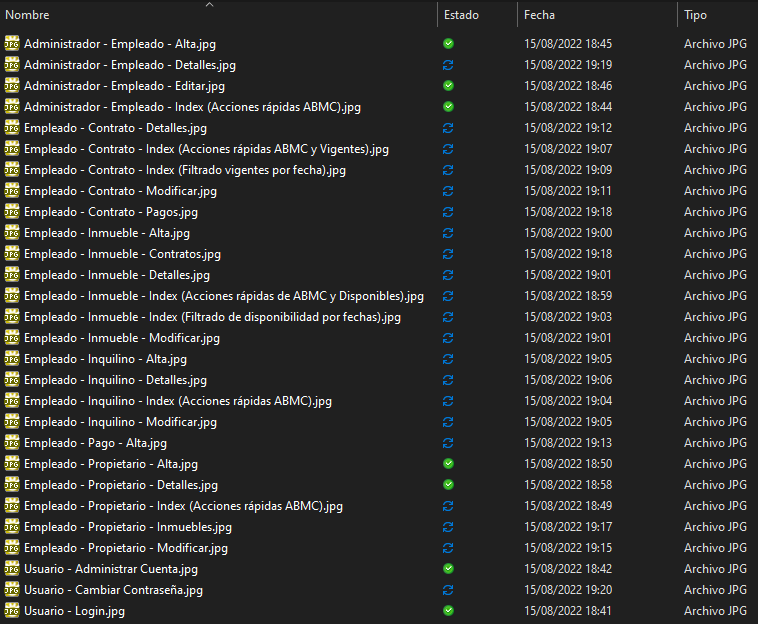 Nombre Estado Fecha Tipo
Administrador - Empleado - Alta.jpg 15/08/2022 18:45 Archivo JPG
Administrador - Empleado - Detalles.jpg 15/08/2022 19:19 Archivo JPG
Administrador - Empleado - Editar.jpg 15/08/2022 18:46 Archivo JPG
Administrador - Empleado - Index (Acciones rápidas ABMC).jpg 15/08/2022 18:44 Archivo JPG
Empleado - Contrato - Detalles.jpg 15/08/2022 19:12 Archivo JPG
Empleado - Contrato - Index (Acciones rápidas ABMC y Vigentes).jpg 15/08/2022 19:07 Archivo JPG
Empleado - Contrato - Index (Filtrado vigentes por fecha).jpg 15/08/2022 19:09 Archivo JPG
Empleado - Contrato - Modificar.jpg 15/08/2022 19:11 Archivo JPG
Empleado - Contrato - Pagos.jpg 15/08/2022 19:18 Archivo JPG
Empleado - Inmueble - Alta.jpg 15/08/2022 19:00 Archivo JPG
Empleado - Inmueble - Contratos.jpg 15/08/2022 19:18 Archivo JPG
Empleado - Inmueble - Detalles.jpg 15/08/2022 19:01 Archivo JPG
Empleado - Inmueble - Index (Acciones rápidas de ABMC y Disponibles).jpg 15/08/2022 18:59 Archivo JPG
Empleado - Inmueble - Index (Filtrado de disponibilidad por fechas).jpg 15/08/2022 19:03 Archivo JPG
Empleado - Inmueble - Modificar.jpg 15/08/2022 19:01 Archivo JPG
Empleado - Inquilino - Alta.jpg 15/08/2022 19:05 Archivo JPG
Empleado - Inquilino - Detalles.jpg 15/08/2022 19:06 Archivo JPG
Empleado - Inquilino - Index (Acciones rápidas ABMC).jpg 15/08/2022 19:04 Archivo JPG
Empleado - Inquilino - Modificar.jpg 15/08/2022 19:05 Archivo JPG
Empleado - Pago - Alta.jpg 15/08/2022 19:13 Archivo JPG
Empleado - Propietario - Alta.jpg 15/08/2022 18:50 Archivo JPG
Empleado - Propietario - Detalles.jpg 15/08/2022 18:58 Archivo JPG
Empleado - Propietario - Index (Acciones rápidas ABMC).jpg 15/08/2022 18:49 Archivo JPG
Empleado - Propietario - Inmuebles.jpg 15/08/2022 19:17 Archivo JPG
Empleado - Propietario - Modificar.jpg 15/08/2022 19:15 Archivo JPG
Usuario - Administrar Cuenta.jpg 15/08/2022 18:42 Archivo JPG
Usuario - Cambiar Contraseña.jpg 15/08/2022 19:20 Archivo JPG
Usuario - Login.jpg 15/08/2022 18:41 Archivo JPG